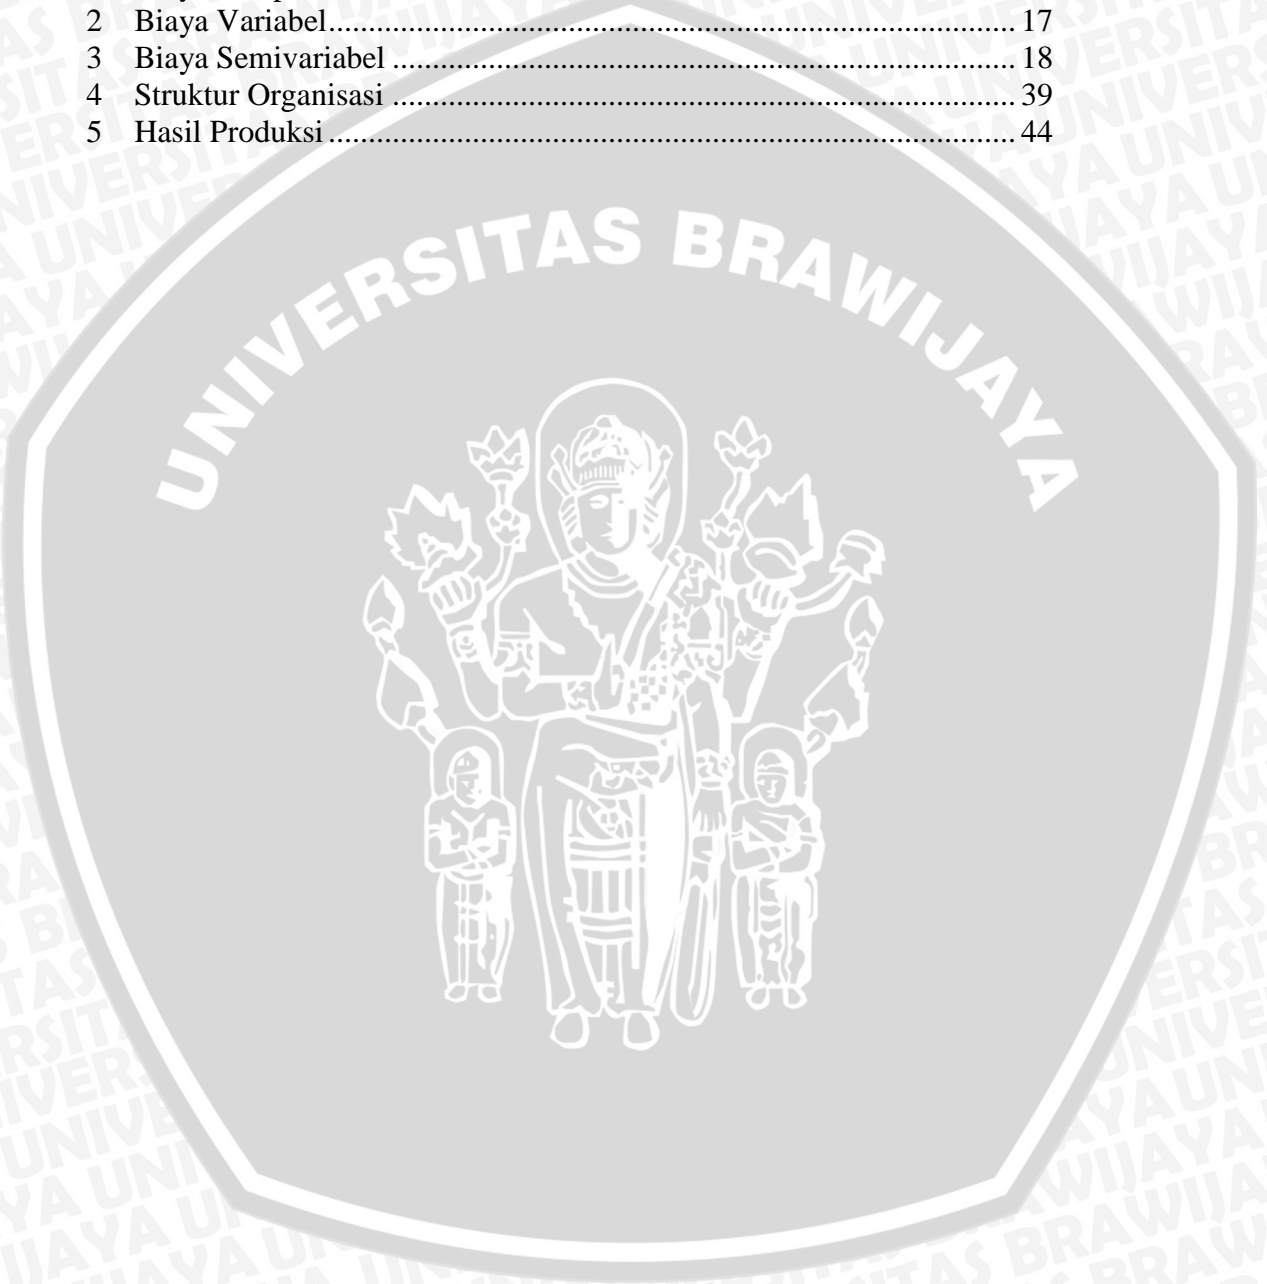 2 Biaya Variabel...................................................................................... 17
3 Biaya Semivariabel .............................................................................. 18
4 Struktur Organisasi .............................................................................. 39
5 Hasil Produksi ...................................................................................... 44
UNIVERSITAS BRAWIJAYA